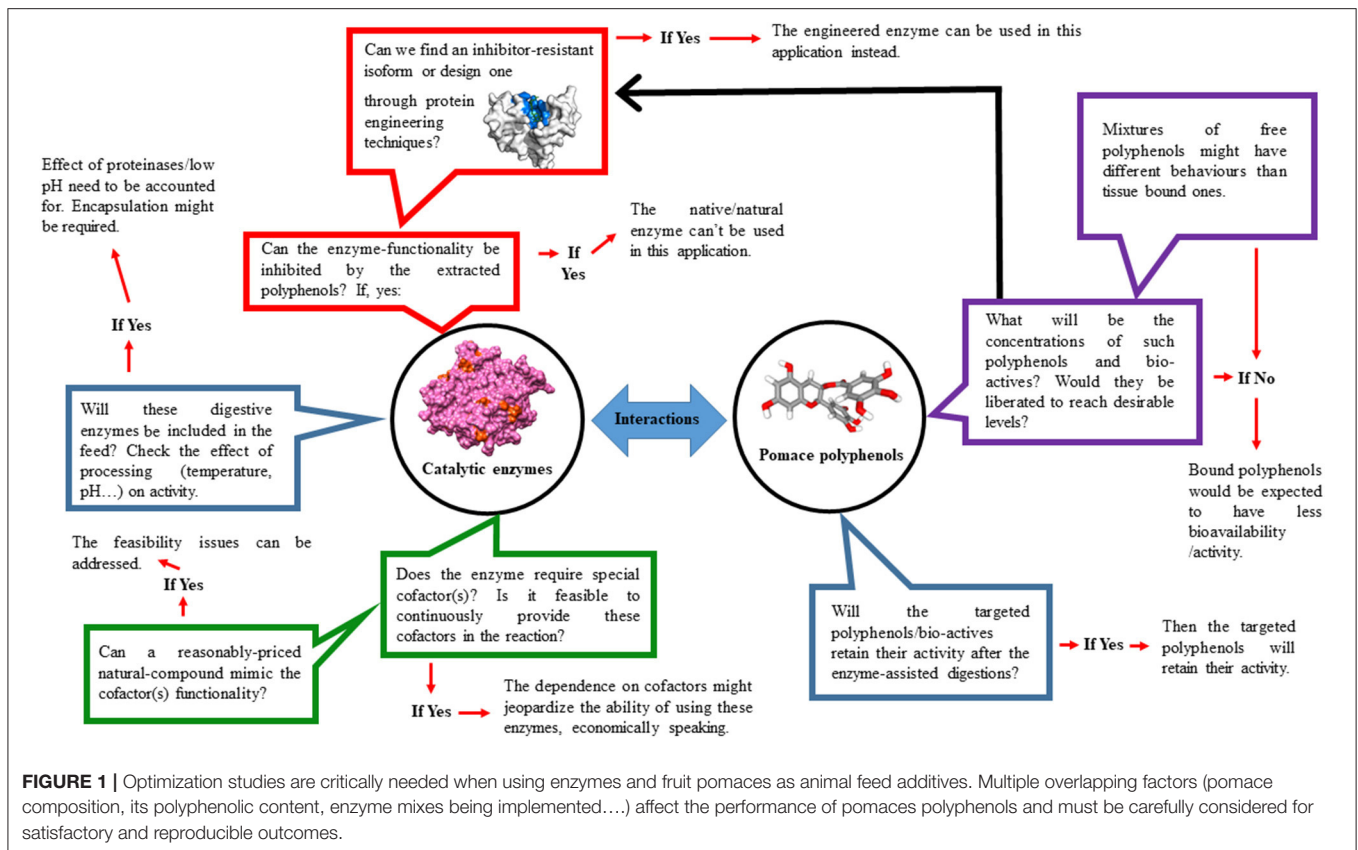 Can we find an inhibitor-resistant
isoform or design one
through protein
engineering
techniques?
If Yes
The engineered enzyme can be used in this
application instead.
Mixtures of free
polyphenols might have
different behaviours than
tissue bound ones.
Effect of proteinases/low
pH need to be accounted
for. Encapsulation might
be required.
If Yes
Can the enzyme-functionality be
inhibited by the extracted
polyphenols? If, yes:
If
Yes
The native/natural
enzyme can't be used
in this application.
What will be the
concentrations of such
polyphenols and bio-
actives? Would they be
liberated to reach desirable
levels?
If No
Bound polyphenols
would be expected
to have less
bioavailability
/activity.
Will these digestive
enzymes be included in the
feed? Check the effect of
processing (temperature,
pH...) on activity.
Catalytic enzymes
Interactions
Pomace polyphenols
The feasibility issues can be
addressed.
If Yes
Can a reasonably-priced
natural-compound mimic the
cofactor(s) functionality?
Does the enzyme require special
cofactor(s)? Is it feasible to
continuously provide these
cofactors in the reaction?
If Yes
The dependence on cofactors might
jeopardize the ability of using these
enzymes, economically speaking.
Will the targeted
polyphenols/bio-actives
retain their activity after the
enzyme-assisted digestions?
If Yes
Then the targeted
polyphenols will
retain their activity.
FIGURE 1 | Optimization studies are critically needed when using enzymes and fruit pomaces as animal feed additives. Multiple overlapping factors (pomace
composition, its polyphenolic content, enzyme mixes being implemented….) affect the performance of pomaces polyphenols and must be carefully considered for
satisfactory and reproducible outcomes.